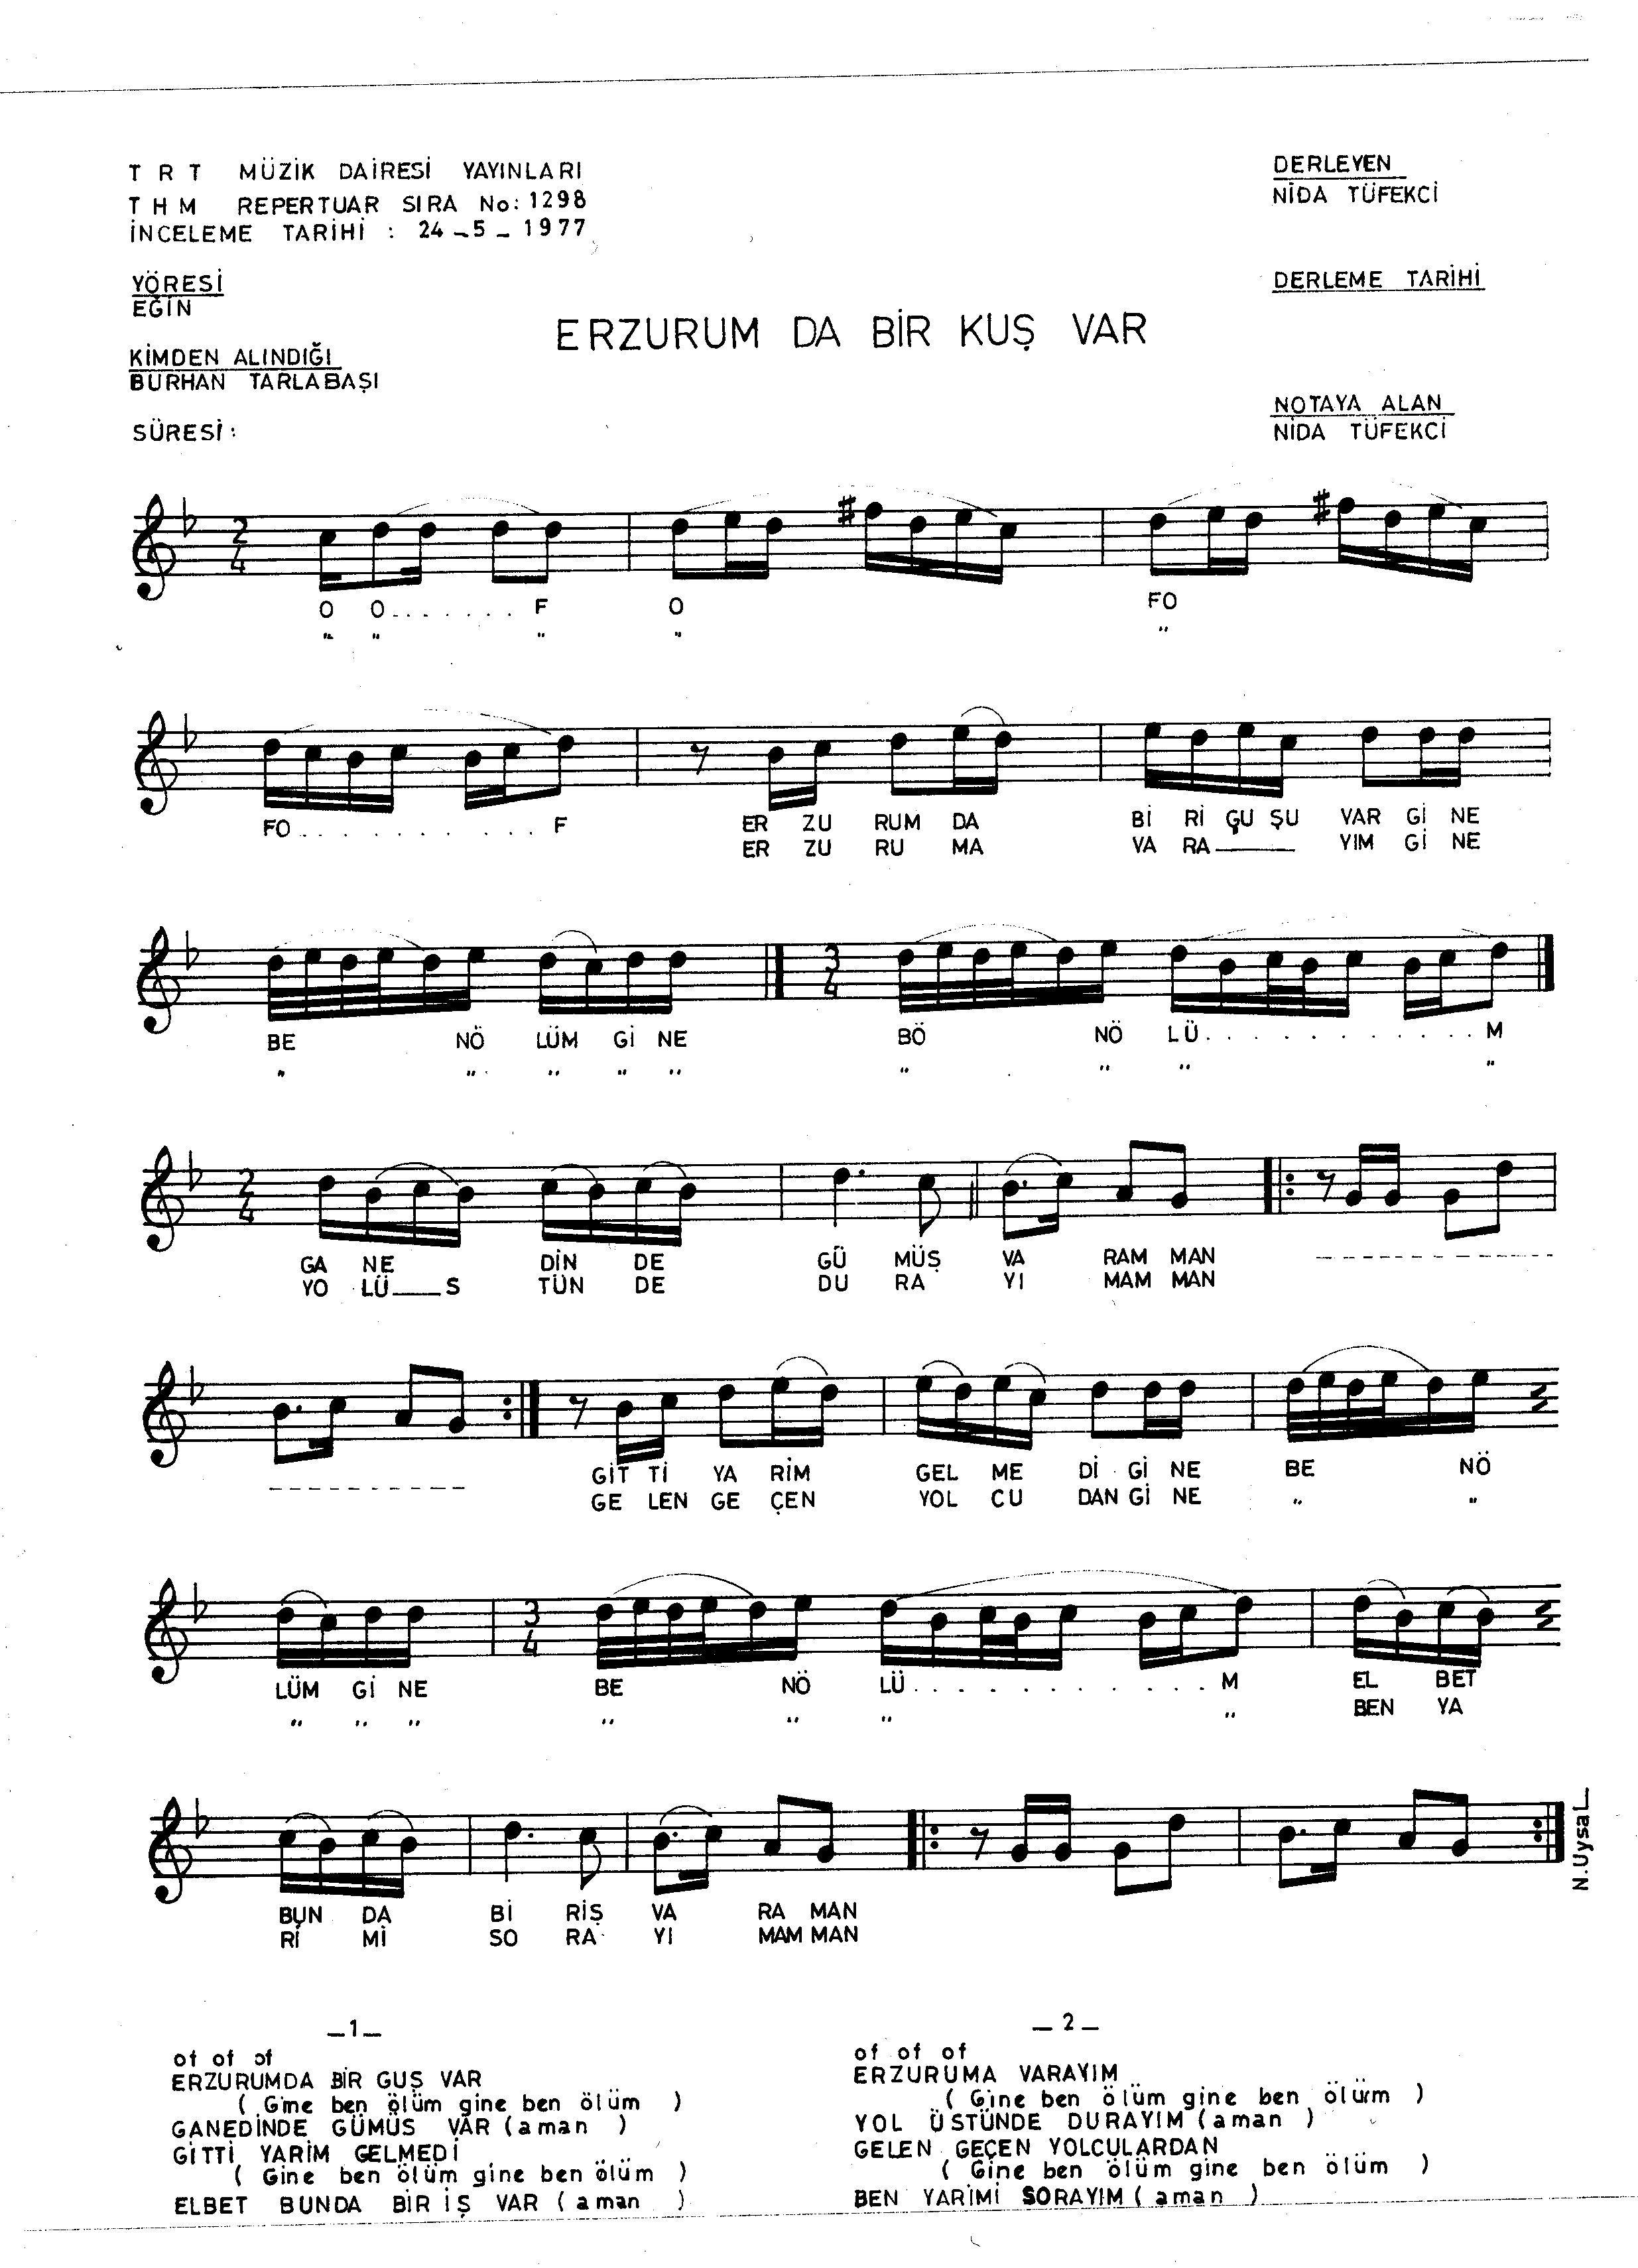 T R T MÜZİK DAİRESİ YAYINLARI
T H M REPERTUAR SIRA No: 1298
İNCELEME TARİHİ : 24 _ 5 _ 1977
DERLEYEN
NİDA TÜFEKCİ
YÖRESİ
EĞİN
DERLEME TARİHİ
ERZURUM DA BİR KUŞ VAR
KİMDEN ALINDIĞI
BURHAN TARLABAŞI
NOTAYA ALAN
NİDA TÜFEKCİ
SÜRESİ:
2 4
O O....... F O FO
" " " " "
FO.......... F ER ZU RUM DA Bİ Rİ ĢU ŞU VAR Gİ NE
ER ZU RU MA VA RA____ YIM Gİ NE
3 4
BE NÖ LÜM Gİ NE BÖ NÖ LÜ........... M
" " " " " " " " "
2 4
GA NE DİN DE GÜ MÜŞ VA RAM MAN _ _ _ _ _ _ _ _
YO LÜ___S TÜN DE DU RA YI MAM MAN
_ _ _ _ _ _ _ _ GİT Tİ YA RİM GEL ME Dİ Gİ NE BE NÖ
GE LEN GE ÇEN YOL CU DAN Gİ NE " "
3 4
LÜM Gİ NE BE NÖ LÜ.......... M EL BET
" " " " " " " BEN YA
BUN DA Bİ RİŞ VA RA MAN
Rİ Mİ SO RA YI MAM MAN
N. Uysal
_1_
of of of
ERZURUMDA BİR GUŞ VAR
( Gine ben ölüm gine ben ölüm )
GANEDİNDE GÜMÜS VAR (aman )
GİTTİ YARİM GELMEDİ
( Gine ben ölüm gine ben ölüm )
ELBET BUNDA BİR İŞ VAR (aman )
_ 2 _
of of of
ERZURUMA VARAYIM
( Gine ben ölüm gine ben ölüm )
YOL ÜSTÜNDE DURAYIM (aman )
GELEN GEÇEN YOLCULARDAN
( Gine ben ölüm gine ben ölüm )
BEN YARİMİ SORAYIM ( aman )